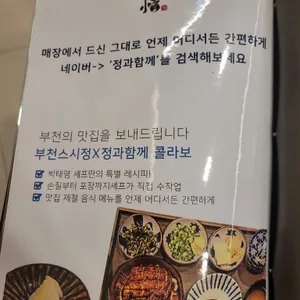 매장에서 드신 그대로 언제 어디서든 간편하게
네이버-> '정과함께'를 검색해보세요
부천의 맛집을 보내드립니다
부천스시정X정과함께 콜라보
박태영 셰프만의 특별 레시피
손질부터 포장까지셰프가 직접 수작업
맛집 제철 음식 메뉴를 언제 어디서든 간편하게